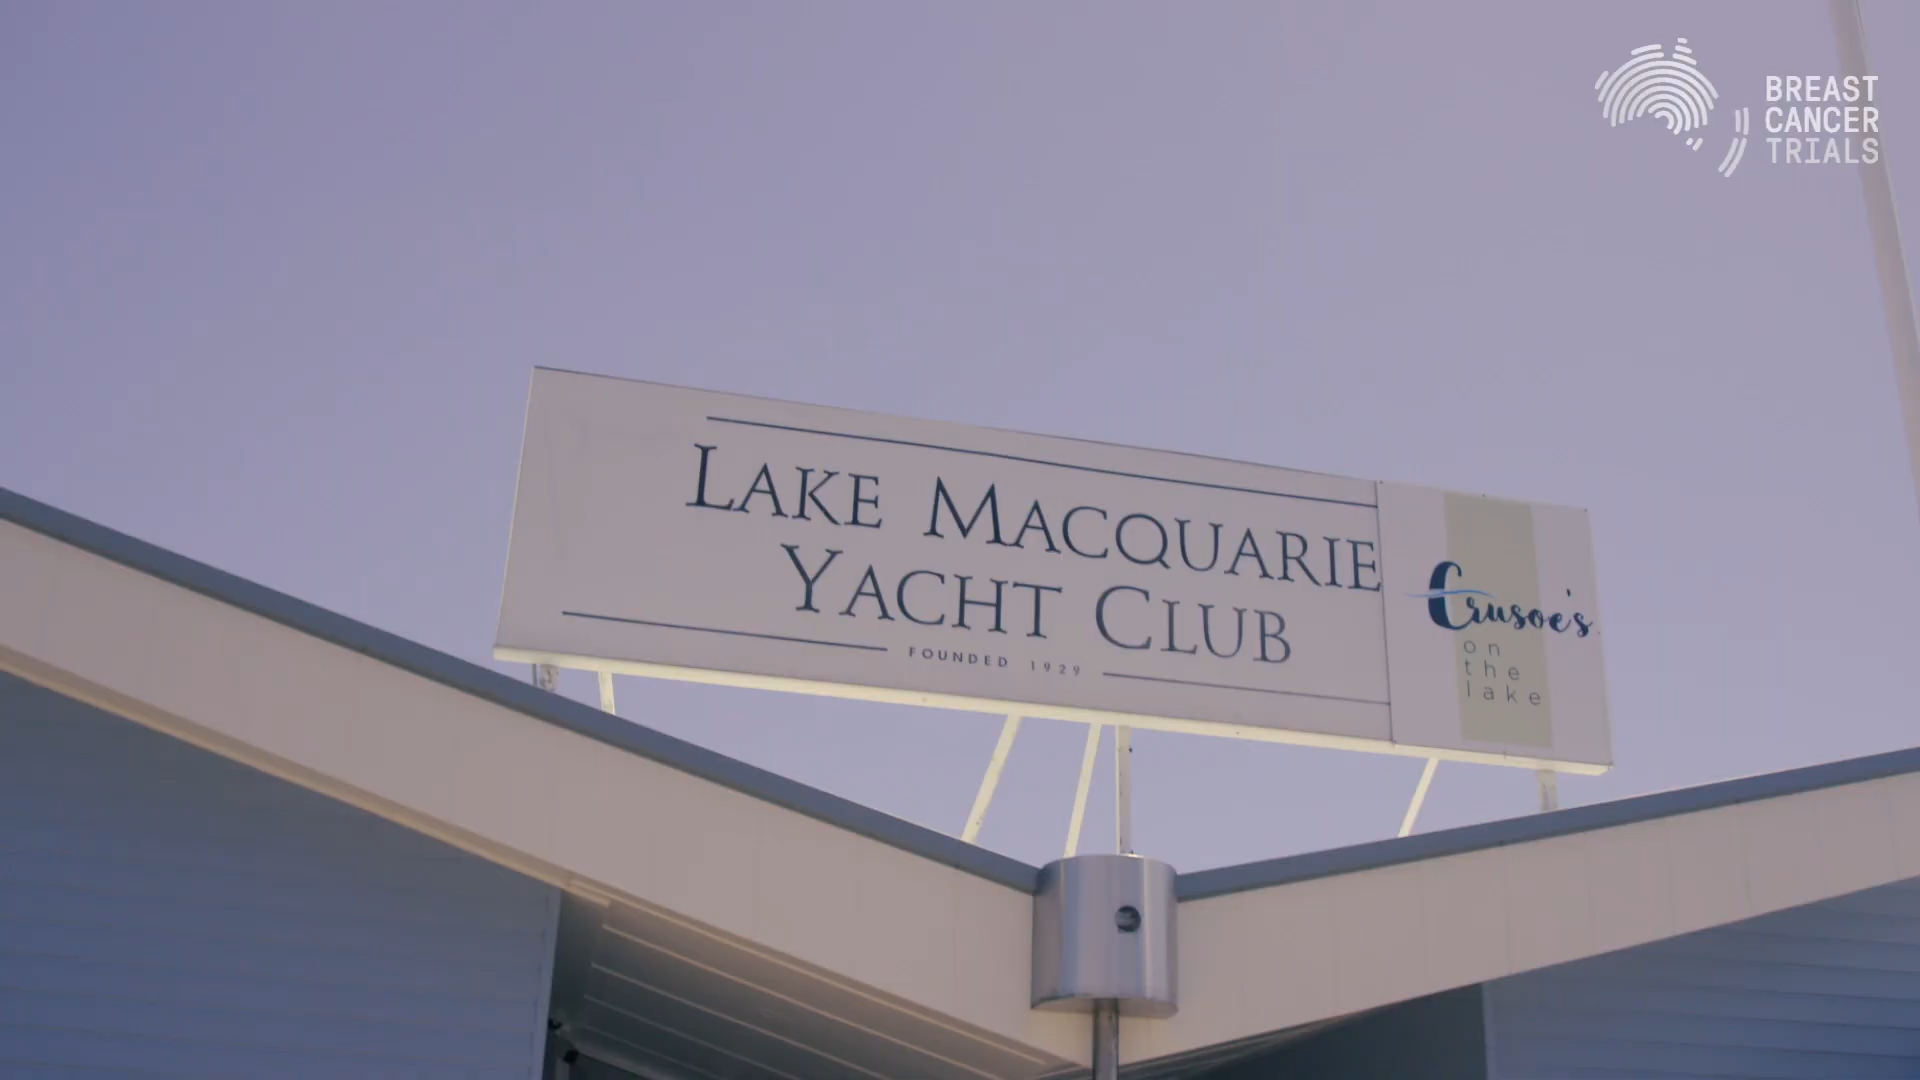 BREAST
CANCER
TRIALS
LAKE MACQUARIE
YACHT CLUB
FOUNDED 1929
Crusoe's
on
the
lake